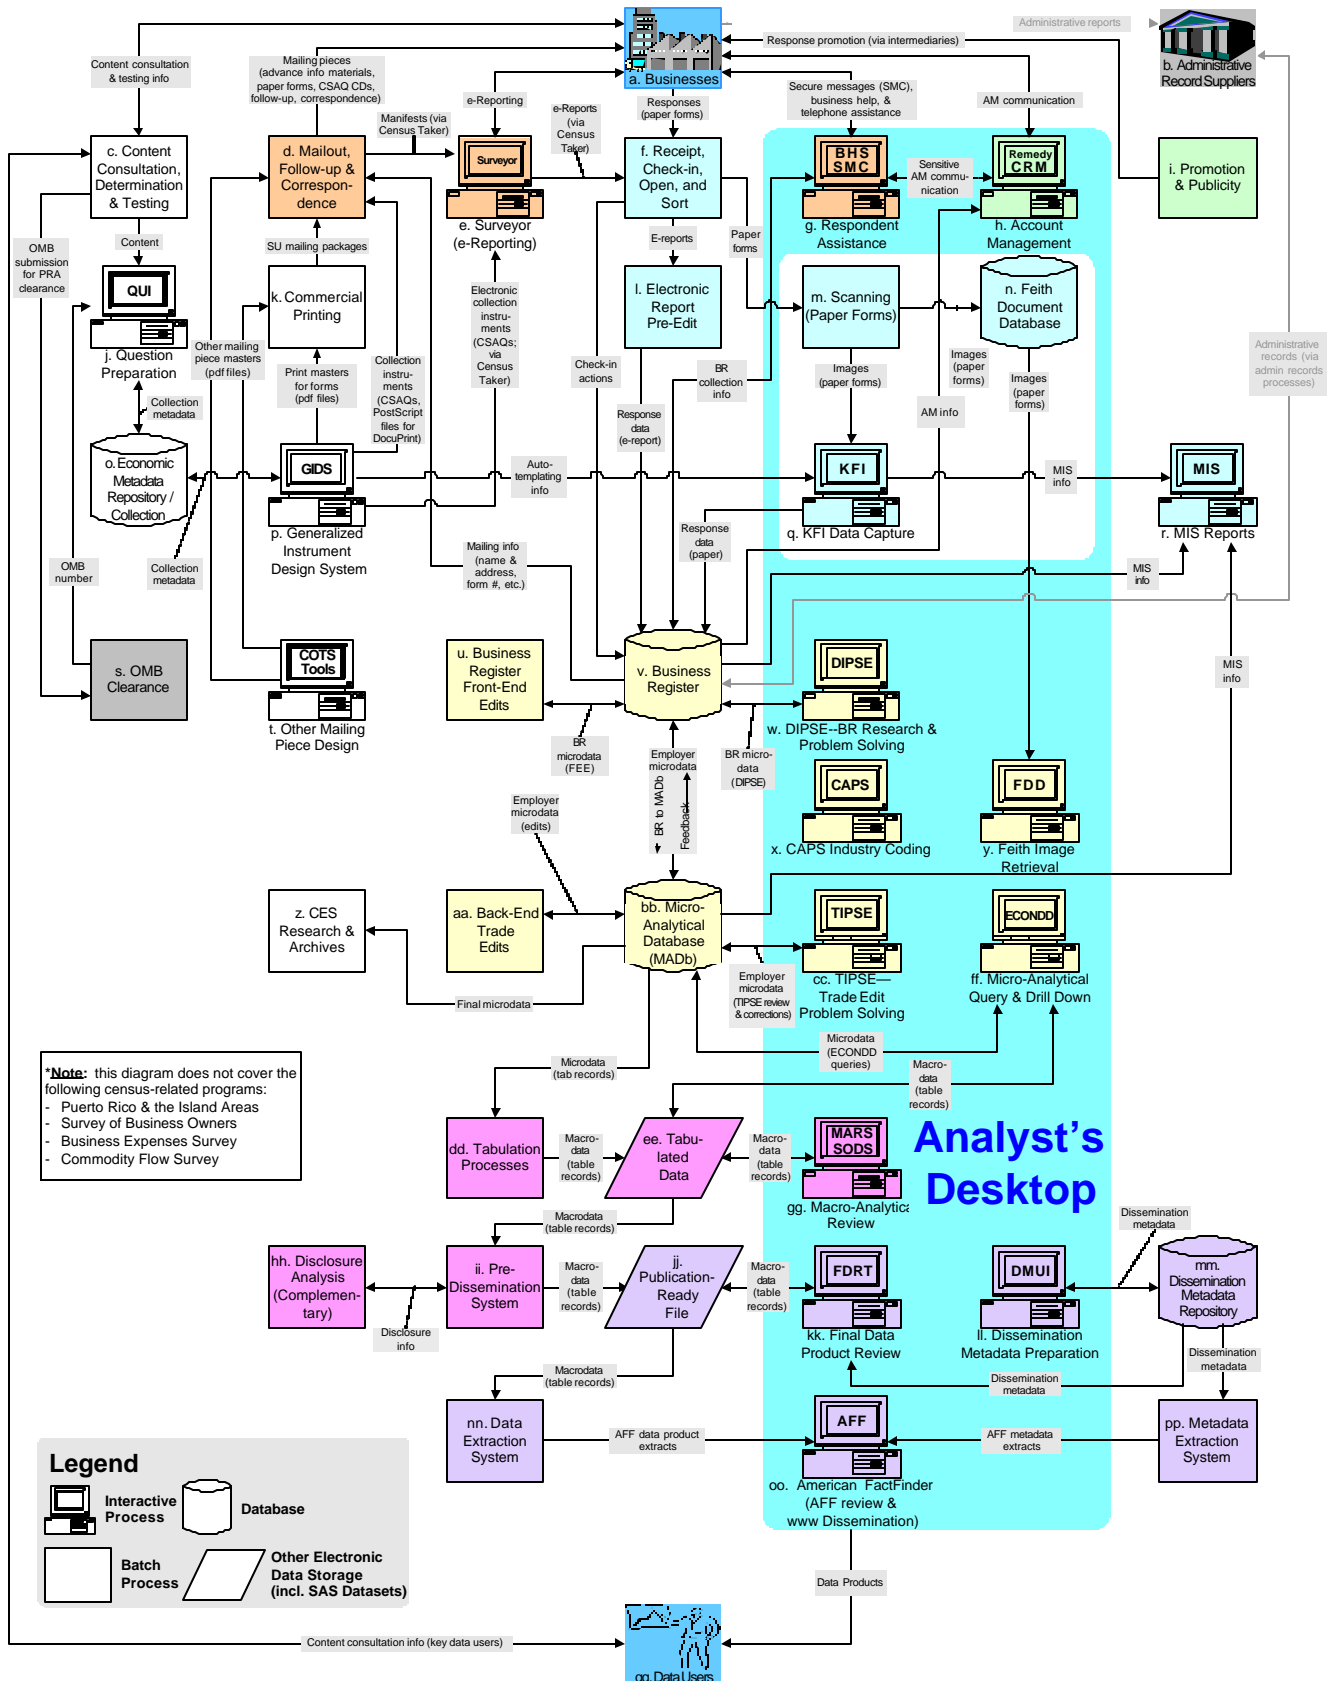 Administrative reports
Response promotion (via intermediaries)
a. Businesses
b. Administrative
Record Suppliers
Content consultation
& testing info
Mailing pieces
(advance info materials,
paper forms, CSAQ CDs,
follow-up, correspondence)
Manifests (via
Census Taker)
e-Reporting
e-Reports
(via
Census
Taker)
Responses
(paper forms)
Secure messages (SMC),
business help, &
telephone assistance
AM communication
c. Content
Consultation,
Determination
& Testing
d. Mailout,
Follow-up &
Correspon-
dence
Surveyor
e. Surveyor
(e-Reporting)
f. Receipt,
Check-in,
Open, and
Sort
BHS
SMC
g. Respondent
Assistance
Sensitive
AM commu-
nication
Remedy
CRM
h. Account
Management
i. Promotion
& Publicity
OMB
submission
for PRA
clearance
Content
SU mailing packages
E-reports
Paper
forms
QUI
j. Question
Preparation
k. Commercial
Printing
Electronic
collection
instru-
ments
(CSAQs;
via
Census
Taker)
l. Electronic
Report
Pre-Edit
m. Scanning
(Paper Forms)
n. Feith
Document
Database
Other mailing
piece masters
(pdf files)
Print masters
for forms
(pdf files)
Collection
instru-
ments
(CSAQs,
PostScript
files for
DocuPrint)
Check-in
actions
BR
collection
info
Images
(paper forms)
Images
(paper
forms)
Images
(paper
forms)
Administrative
records (via
admin records
processes)
Collection
metadata
Response
data
(e-report)
AM info
o. Economic
Metadata
Repository /
Collection
GIDS
p. Generalized
Instrument
Design System
Auto-
templating
info
KFI
q. KFI Data Capture
MIS
info
MIS
r. MIS Reports
OMB
number
Collection
metadata
Mailing info
(name &
address,
form #, etc.)
Response
data
(paper)
MIS
info
s. OMB
Clearance
COTS
Tools
t. Other Mailing
Piece Design
u. Business
Register
Front-End
Edits
v. Business
Register
DIPSE
w. DIPSE--BR Research &
Problem Solving
MIS
info
BR
microdata
(FEE)
Employer
microdata
BR to MADb
Feedback
BR micro-
data
(DIPSE)
CAPS
x. CAPS Industry Coding
FDD
y. Feith Image
Retrieval
Employer
microdata
(edits)
z. CES
Research &
Archives
aa. Back-End
Trade
Edits
bb. Micro-
Analytical
Database
(MADb)
TIPSE
cc. TIPSE—
Trade Edit
Problem Solving
ECONDD
ff. Micro-Analytical
Query & Drill Down
Final microdata
Employer
microdata
(TIPSE review
& corrections)
Microdata
(ECONDD
queries)
*Note: this diagram does not cover the
following census-related programs:
- Puerto Rico & the Island Areas
- Survey of Business Owners
- Business Expenses Survey
- Commodity Flow Survey
Microdata
(tab records)
Macro-
data
(table
records)
dd. Tabulation
Processes
Macro-
data
(table
records)
ee. Tabu-
lated
Data
Macro-
data
(table
records)
MARS
SODS
gg. Macro-Analytica
Review
Analyst's
Desktop
Macrodata
(table records)
Dissemination
metadata
hh. Disclosure
Analysis
(Complemen-
tary)
ii. Pre-
Dissemination
System
Macro-
data
(table
records)
jj.
Publication-
Ready
File
Macro-
data
(table
records)
FDRT
kk. Final Data
Product Review
DMUI
ll. Dissemination
Metadata Preparation
mm.
Dissemination
Metadata
Repository
Disclosure
info
Macrodata
(table records)
Dissemination
metadata
Dissemination
metadata
nn. Data
Extraction
System
AFF data product
extracts
AFF
oo. American FactFinder
(AFF review &
www Dissemination)
AFF metadata
extracts
pp. Metadata
Extraction
System
Legend
Interactive
Process
Database
Batch
Process
Other Electronic
Data Storage
(incl. SAS Datasets)
Data Products
Content consultation info (key data users)
qq. Data Users